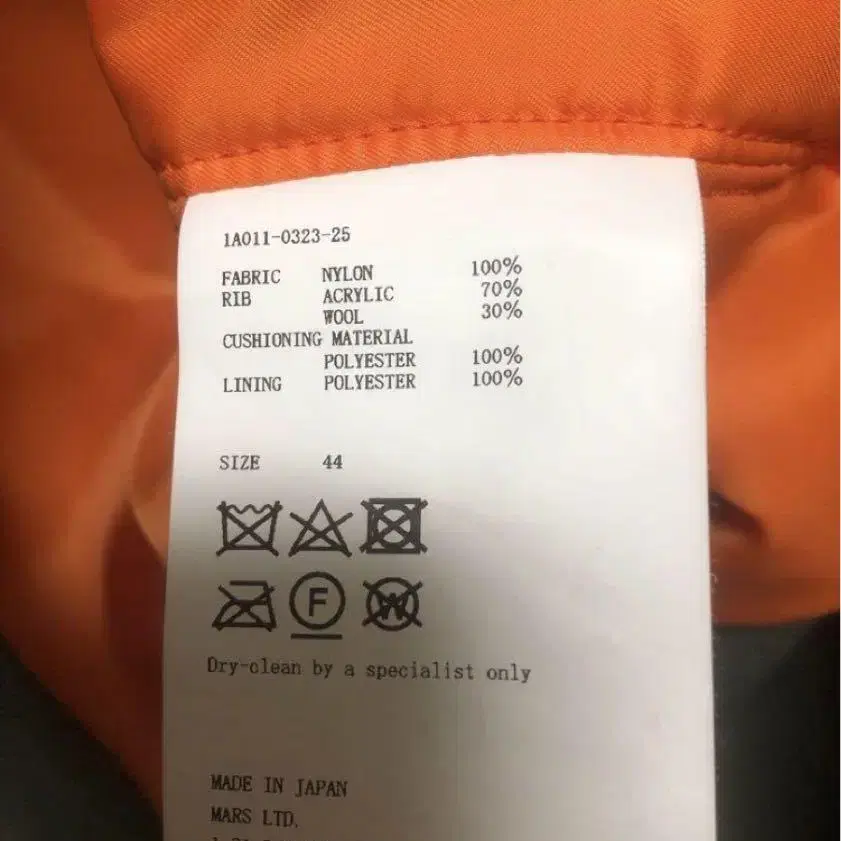 1A011-0323-25
FABRIC NYLON 100%
RIB ACRYLIC 70%
WOOL 30%
CUSHIONING MATERIAL
POLYESTER 100%
LINING POLYESTER 100%
SIZE 44
F W
Dry-clean by a specialist only
MADE IN JAPAN
MARS LTD.